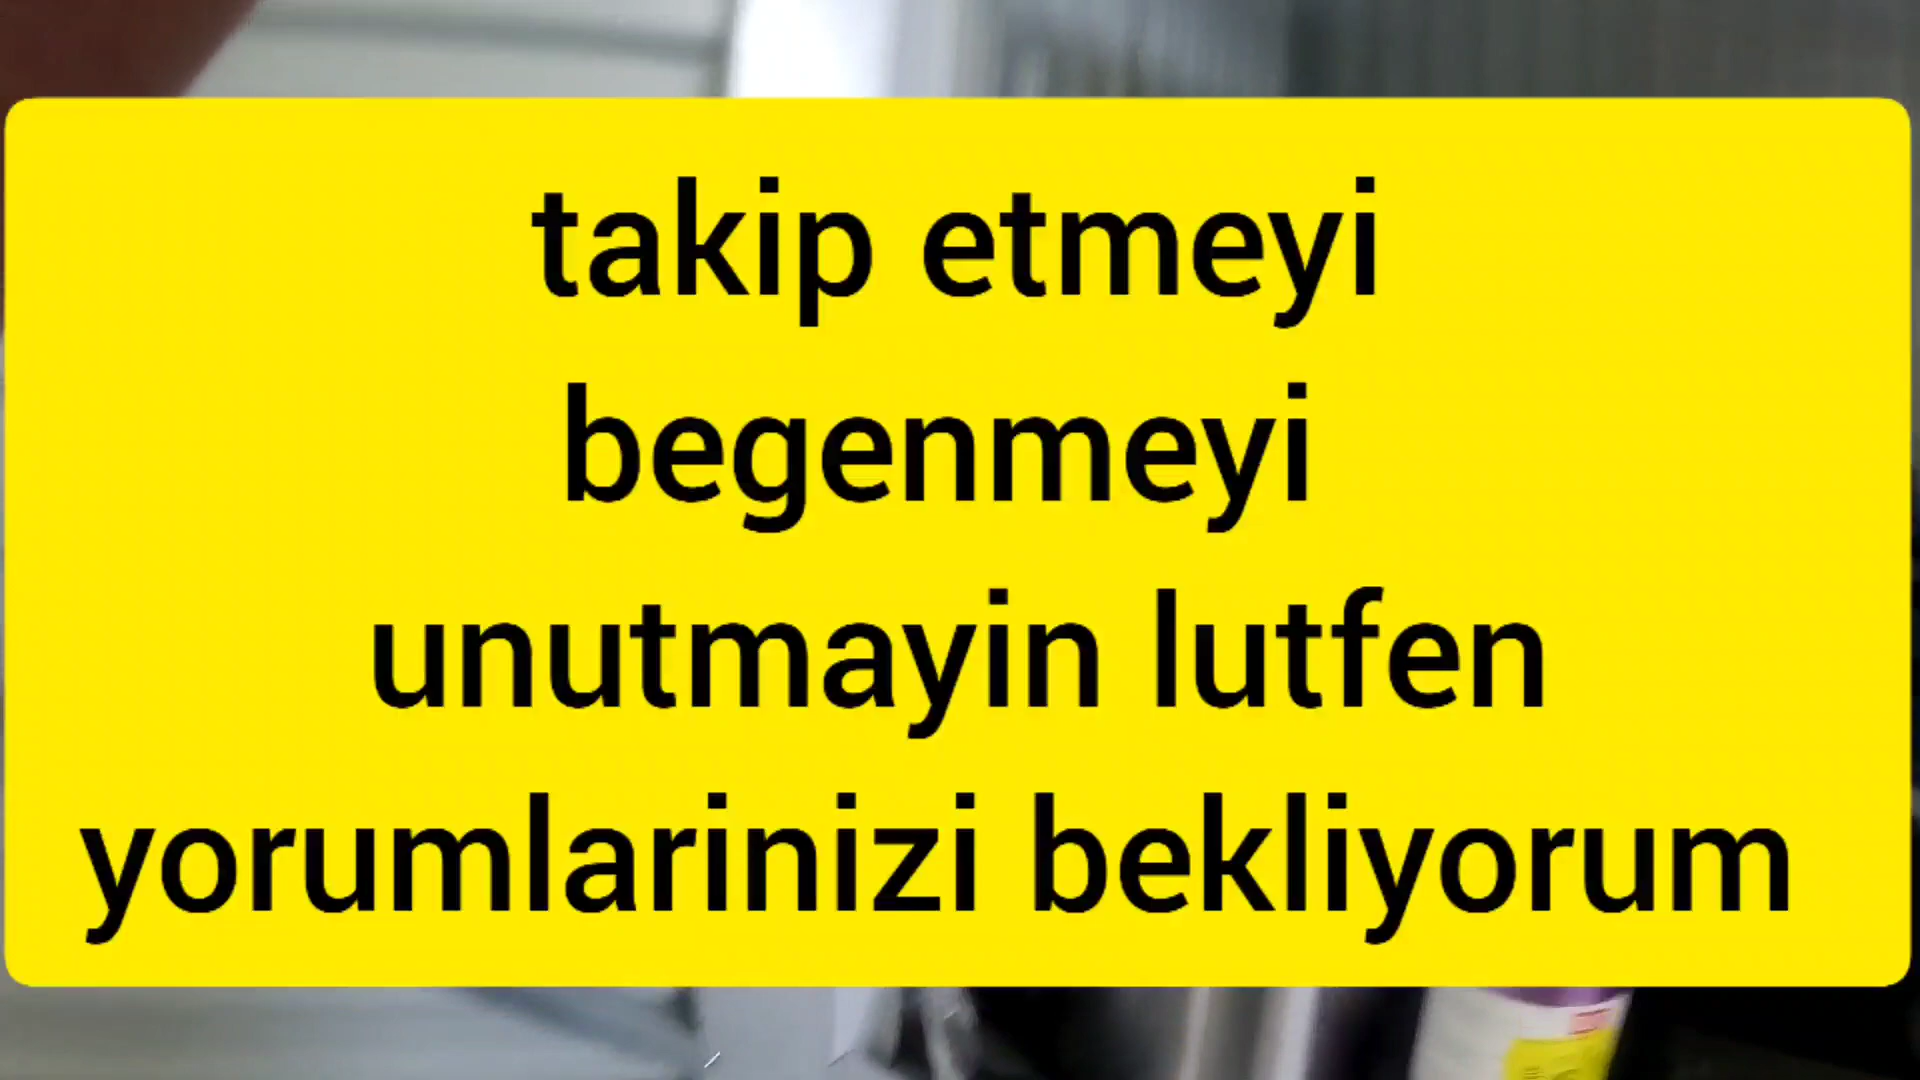 takip etmeyi
begenmeyi
unutmayin lutfen
yorumlarinizi bekliyorum